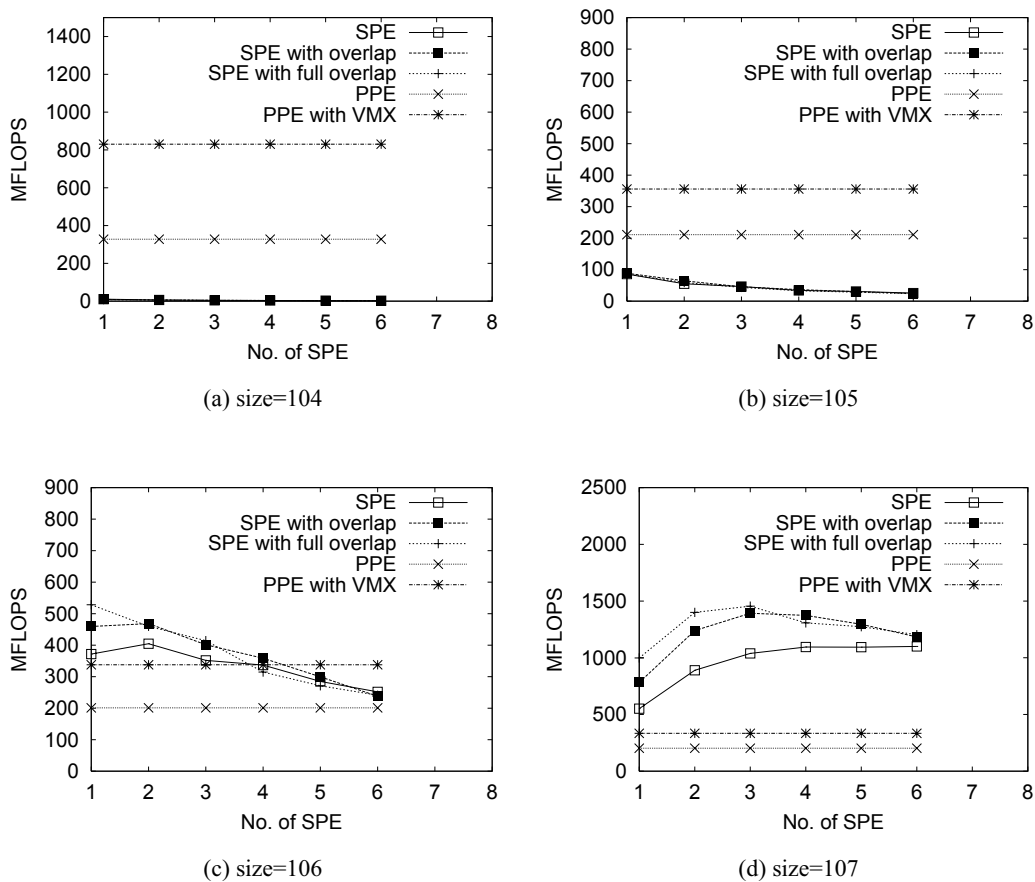 1400
1200
1000
800
600
400
200
0
MFLOPS
1 2 3 4 5 6 7 8
No. of SPE
SPE
SPE with overlap
SPE with full overlap
PPE
PPE with VMX
(a) size=104
900
800
700
600
500
400
300
200
100
0
MFLOPS
1 2 3 4 5 6 7 8
No. of SPE
SPE
SPE with overlap
SPE with full overlap
PPE
PPE with VMX
(b) size=105
900
800
700
600
500
400
300
200
100
0
MFLOPS
1 2 3 4 5 6 7 8
No. of SPE
SPE
SPE with overlap
SPE with full overlap
PPE
PPE with VMX
(c) size=106
2500
2000
1500
1000
500
0
MFLOPS
1 2 3 4 5 6 7 8
No. of SPE
SPE
SPE with overlap
SPE with full overlap
PPE
PPE with VMX
(d) size=107